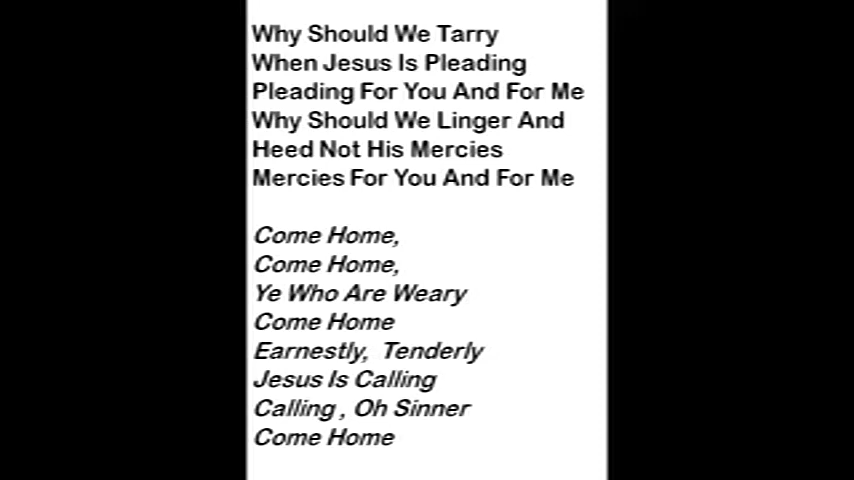 Why Should We Tarry
When Jesus Is Pleading
Pleading For You And For Me
Why Should We Linger And
Heed Not His Mercies
Mercies For You And For Me
Come Home,
Come Home,
Ye Who Are Weary
Come Home
Earnestly, Tenderly
Jesus Is Calling
Calling , Oh Sinner
Come Home